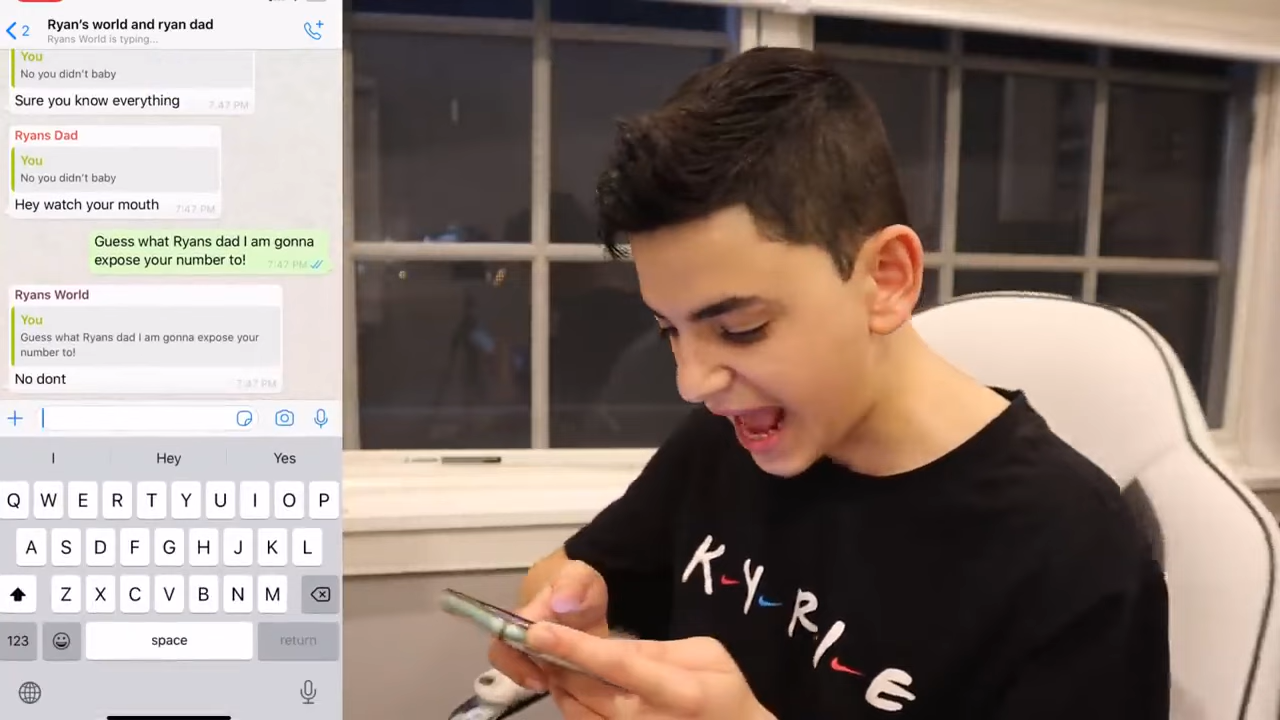 2
Ryan's world and ryan dad
Ryans World is typing...
You
No you didn't baby
Sure you know everything
7:47 PM
Ryans Dad
You
No you didn't baby
Hey watch your mouth
7:47 PM
Guess what Ryans dad I am gonna
expose your number to!
7:47 PM
Ryans World
You
Guess what Ryans dad I am gonna expose your
number to!
No dont
7:47 PM
I Hey Yes
Q W E R T Y U I O P
A S D F G H J K L
Z X C V B N M
123 space return
KYRIE